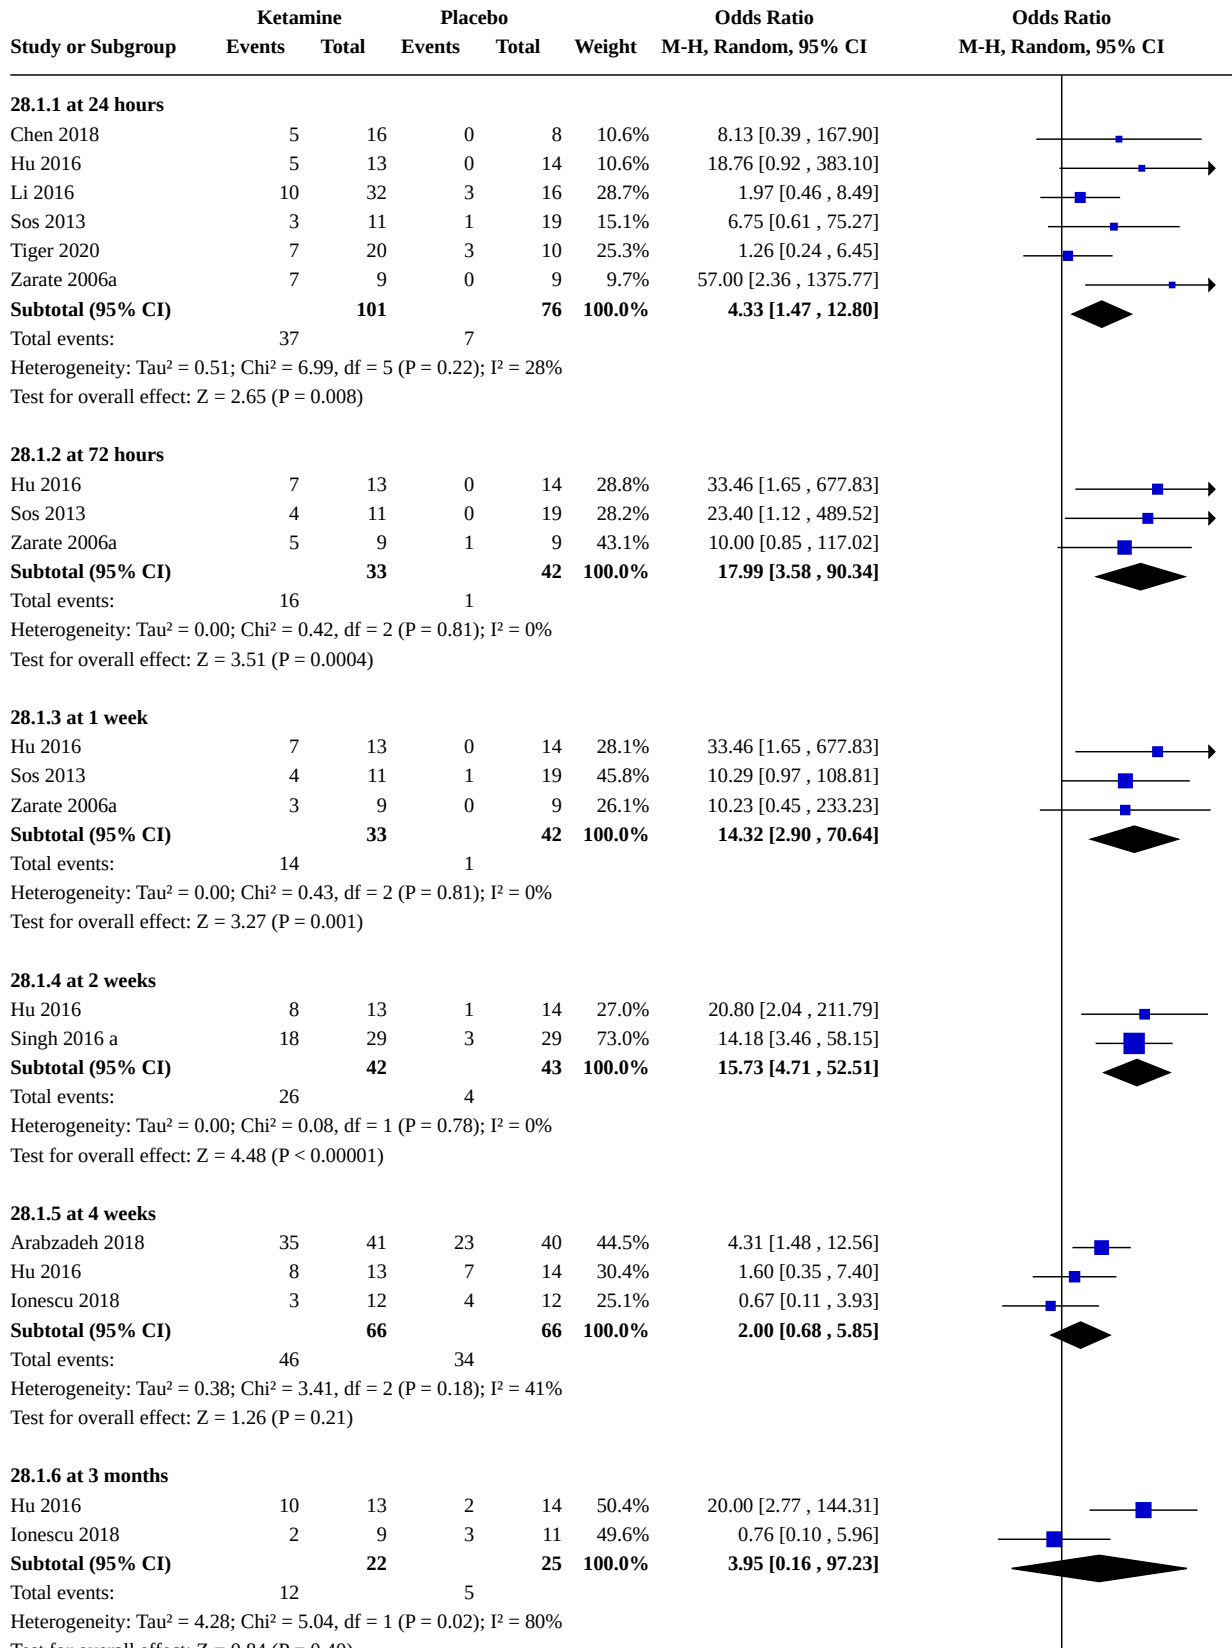 Ketamine Placebo Odds Ratio Odds Ratio
Study or Subgroup Events Total Events Total Weight M-H, Random, 95% CI M-H, Random, 95% CI
28.1.1 at 24 hours
Chen 2018 5 16 0 8 10.6% 8.13 [0.39 , 167.90]
Hu 2016 5 13 0 14 10.6% 18.76 [0.92 , 383.10]
Li 2016 10 32 3 16 28.7% 1.97 [0.46 , 8.49]
Sos 2013 3 11 1 19 15.1% 6.75 [0.61 , 75.27]
Tiger 2020 7 20 3 10 25.3% 1.26 [0.24 , 6.45]
Zarate 2006a 7 9 0 9 9.7% 57.00 [2.36 , 1375.77]
Subtotal (95% CI) 101 76 100.0% 4.33 [1.47 , 12.80]
Total events: 37 7
Heterogeneity: Tau² = 0.51; Chi² = 6.99, df = 5 (P = 0.22); I² = 28%
Test for overall effect: Z = 2.65 (P = 0.008)
28.1.2 at 72 hours
Hu 2016 7 13 0 14 28.8% 33.46 [1.65 , 677.83]
Sos 2013 4 11 0 19 28.2% 23.40 [1.12 , 489.52]
Zarate 2006a 5 9 1 9 43.1% 10.00 [0.85 , 117.02]
Subtotal (95% CI) 33 42 100.0% 17.99 [3.58 , 90.34]
Total events: 16 1
Heterogeneity: Tau² = 0.00; Chi² = 0.42, df = 2 (P = 0.81); I² = 0%
Test for overall effect: Z = 3.51 (P = 0.0004)
28.1.3 at 1 week
Hu 2016 7 13 0 14 28.1% 33.46 [1.65 , 677.83]
Sos 2013 4 11 1 19 45.8% 10.29 [0.97 , 108.81]
Zarate 2006a 3 9 0 9 26.1% 10.23 [0.45 , 233.23]
Subtotal (95% CI) 33 42 100.0% 14.32 [2.90 , 70.64]
Total events: 14 1
Heterogeneity: Tau² = 0.00; Chi² = 0.43, df = 2 (P = 0.81); I² = 0%
Test for overall effect: Z = 3.27 (P = 0.001)
28.1.4 at 2 weeks
Hu 2016 8 13 1 14 27.0% 20.80 [2.04 , 211.79]
Singh 2016 a 18 29 3 29 73.0% 14.18 [3.46 , 58.15]
Subtotal (95% CI) 42 43 100.0% 15.73 [4.71 , 52.51]
Total events: 26 4
Heterogeneity: Tau² = 0.00; Chi² = 0.08, df = 1 (P = 0.78); I² = 0%
Test for overall effect: Z = 4.48 (P < 0.00001)
28.1.5 at 4 weeks
Arabzadeh 2018 35 41 23 40 44.5% 4.31 [1.48 , 12.56]
Hu 2016 8 13 7 14 30.4% 1.60 [0.35 , 7.40]
Ionescu 2018 3 12 4 12 25.1% 0.67 [0.11 , 3.93]
Subtotal (95% CI) 66 66 100.0% 2.00 [0.68 , 5.85]
Total events: 46 34
Heterogeneity: Tau² = 0.38; Chi² = 3.41, df = 2 (P = 0.18); I² = 41%
Test for overall effect: Z = 1.26 (P = 0.21)
28.1.6 at 3 months
Hu 2016 10 13 2 14 50.4% 20.00 [2.77 , 144.31]
Ionescu 2018 2 9 3 11 49.6% 0.76 [0.10 , 5.96]
Subtotal (95% CI) 22 25 100.0% 3.95 [0.16 , 97.23]
Total events: 12 5
Heterogeneity: Tau² = 4.28; Chi² = 5.04, df = 1 (P = 0.02); I² = 80%
Test for overall effect: Z = 0.84 (P = 0.40)